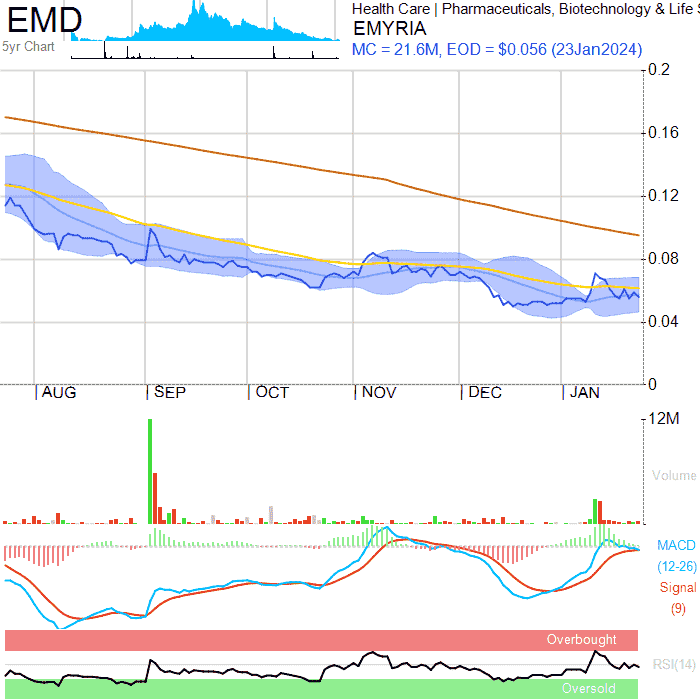 EMD
5yr Chart
Health Care | Pharmaceuticals, Biotechnology & Life S
EMYRIA
MC = 21.6M, EOD = $0.056 (23Jan2024)
0.2
0.16
0.12
0.08
0.04
0
AUG
SEP
OCT
NOV
DEC
JAN
12M
Volume
MACD
(12-26)
Signal
(9)
Overbought
RSI(14)
Oversold